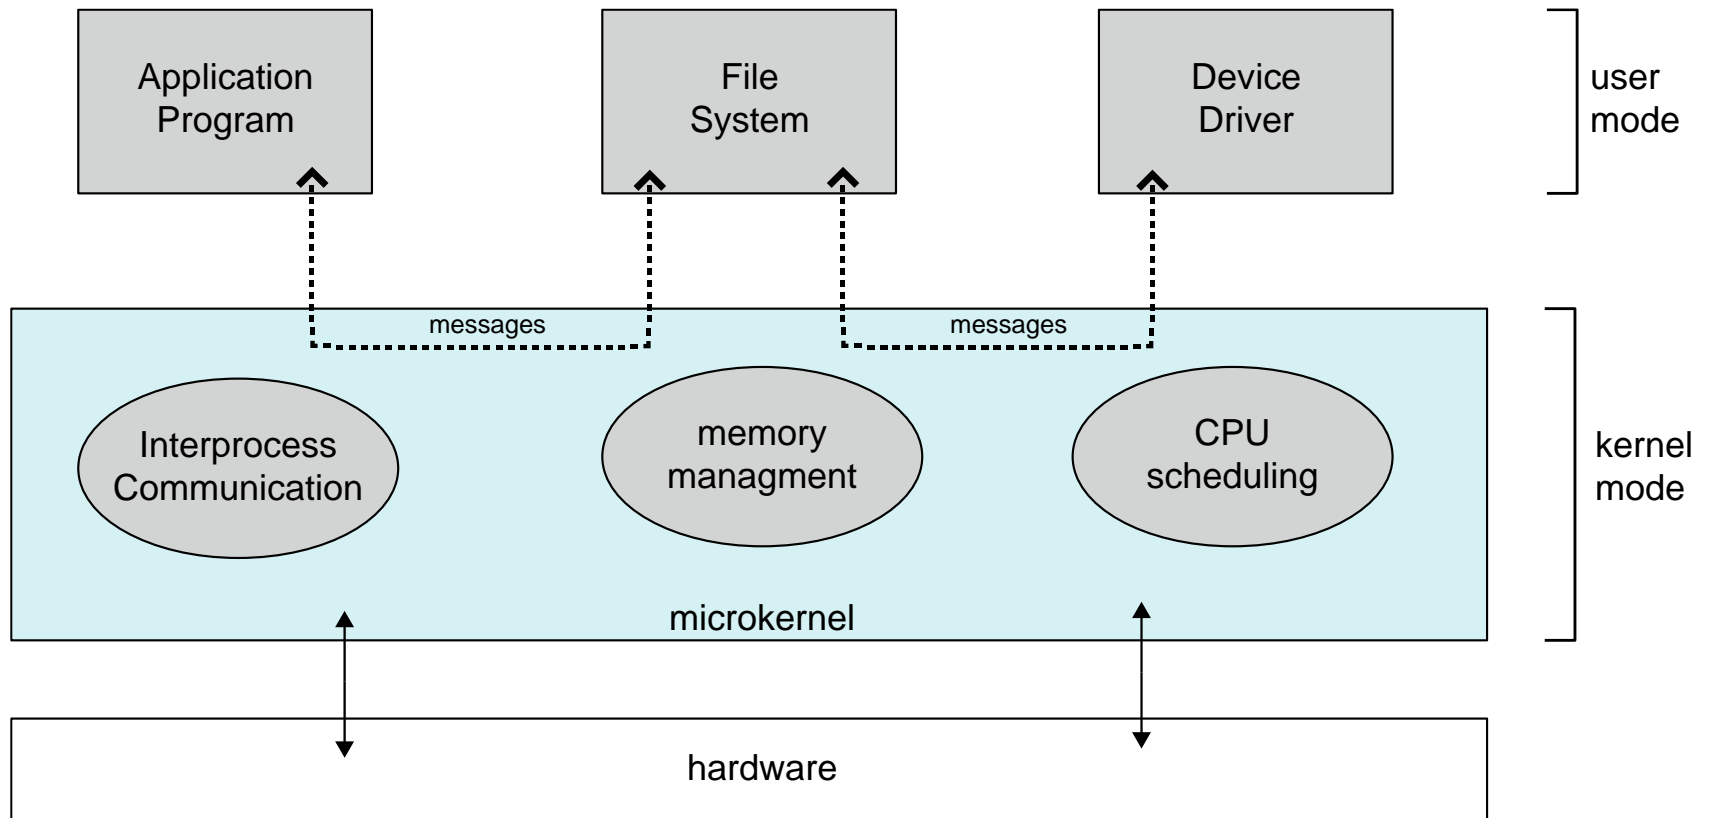 Application
Program
File
System
Device
Driver
user
mode
messages
messages
Interprocess
Communication
memory
managment
CPU
scheduling
kernel
mode
microkernel
hardware